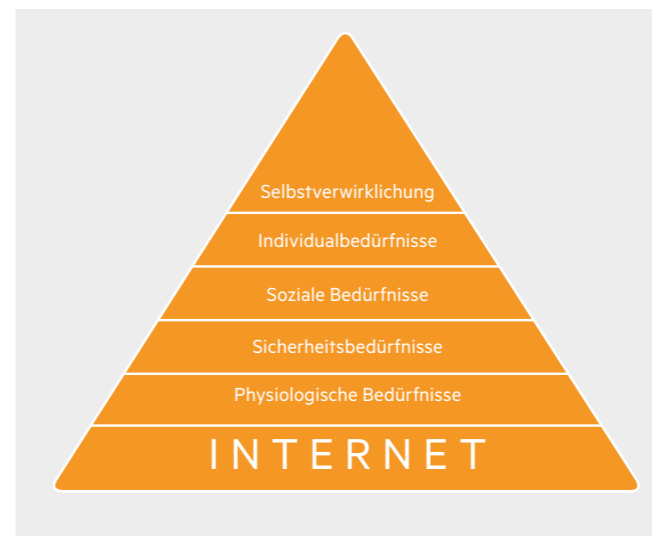 Selbstverwirklichung
Individualbedürfnisse
Soziale Bedürfnisse
Sicherheitsbedürfnisse
Physiologische Bedürfnisse
INTERNET